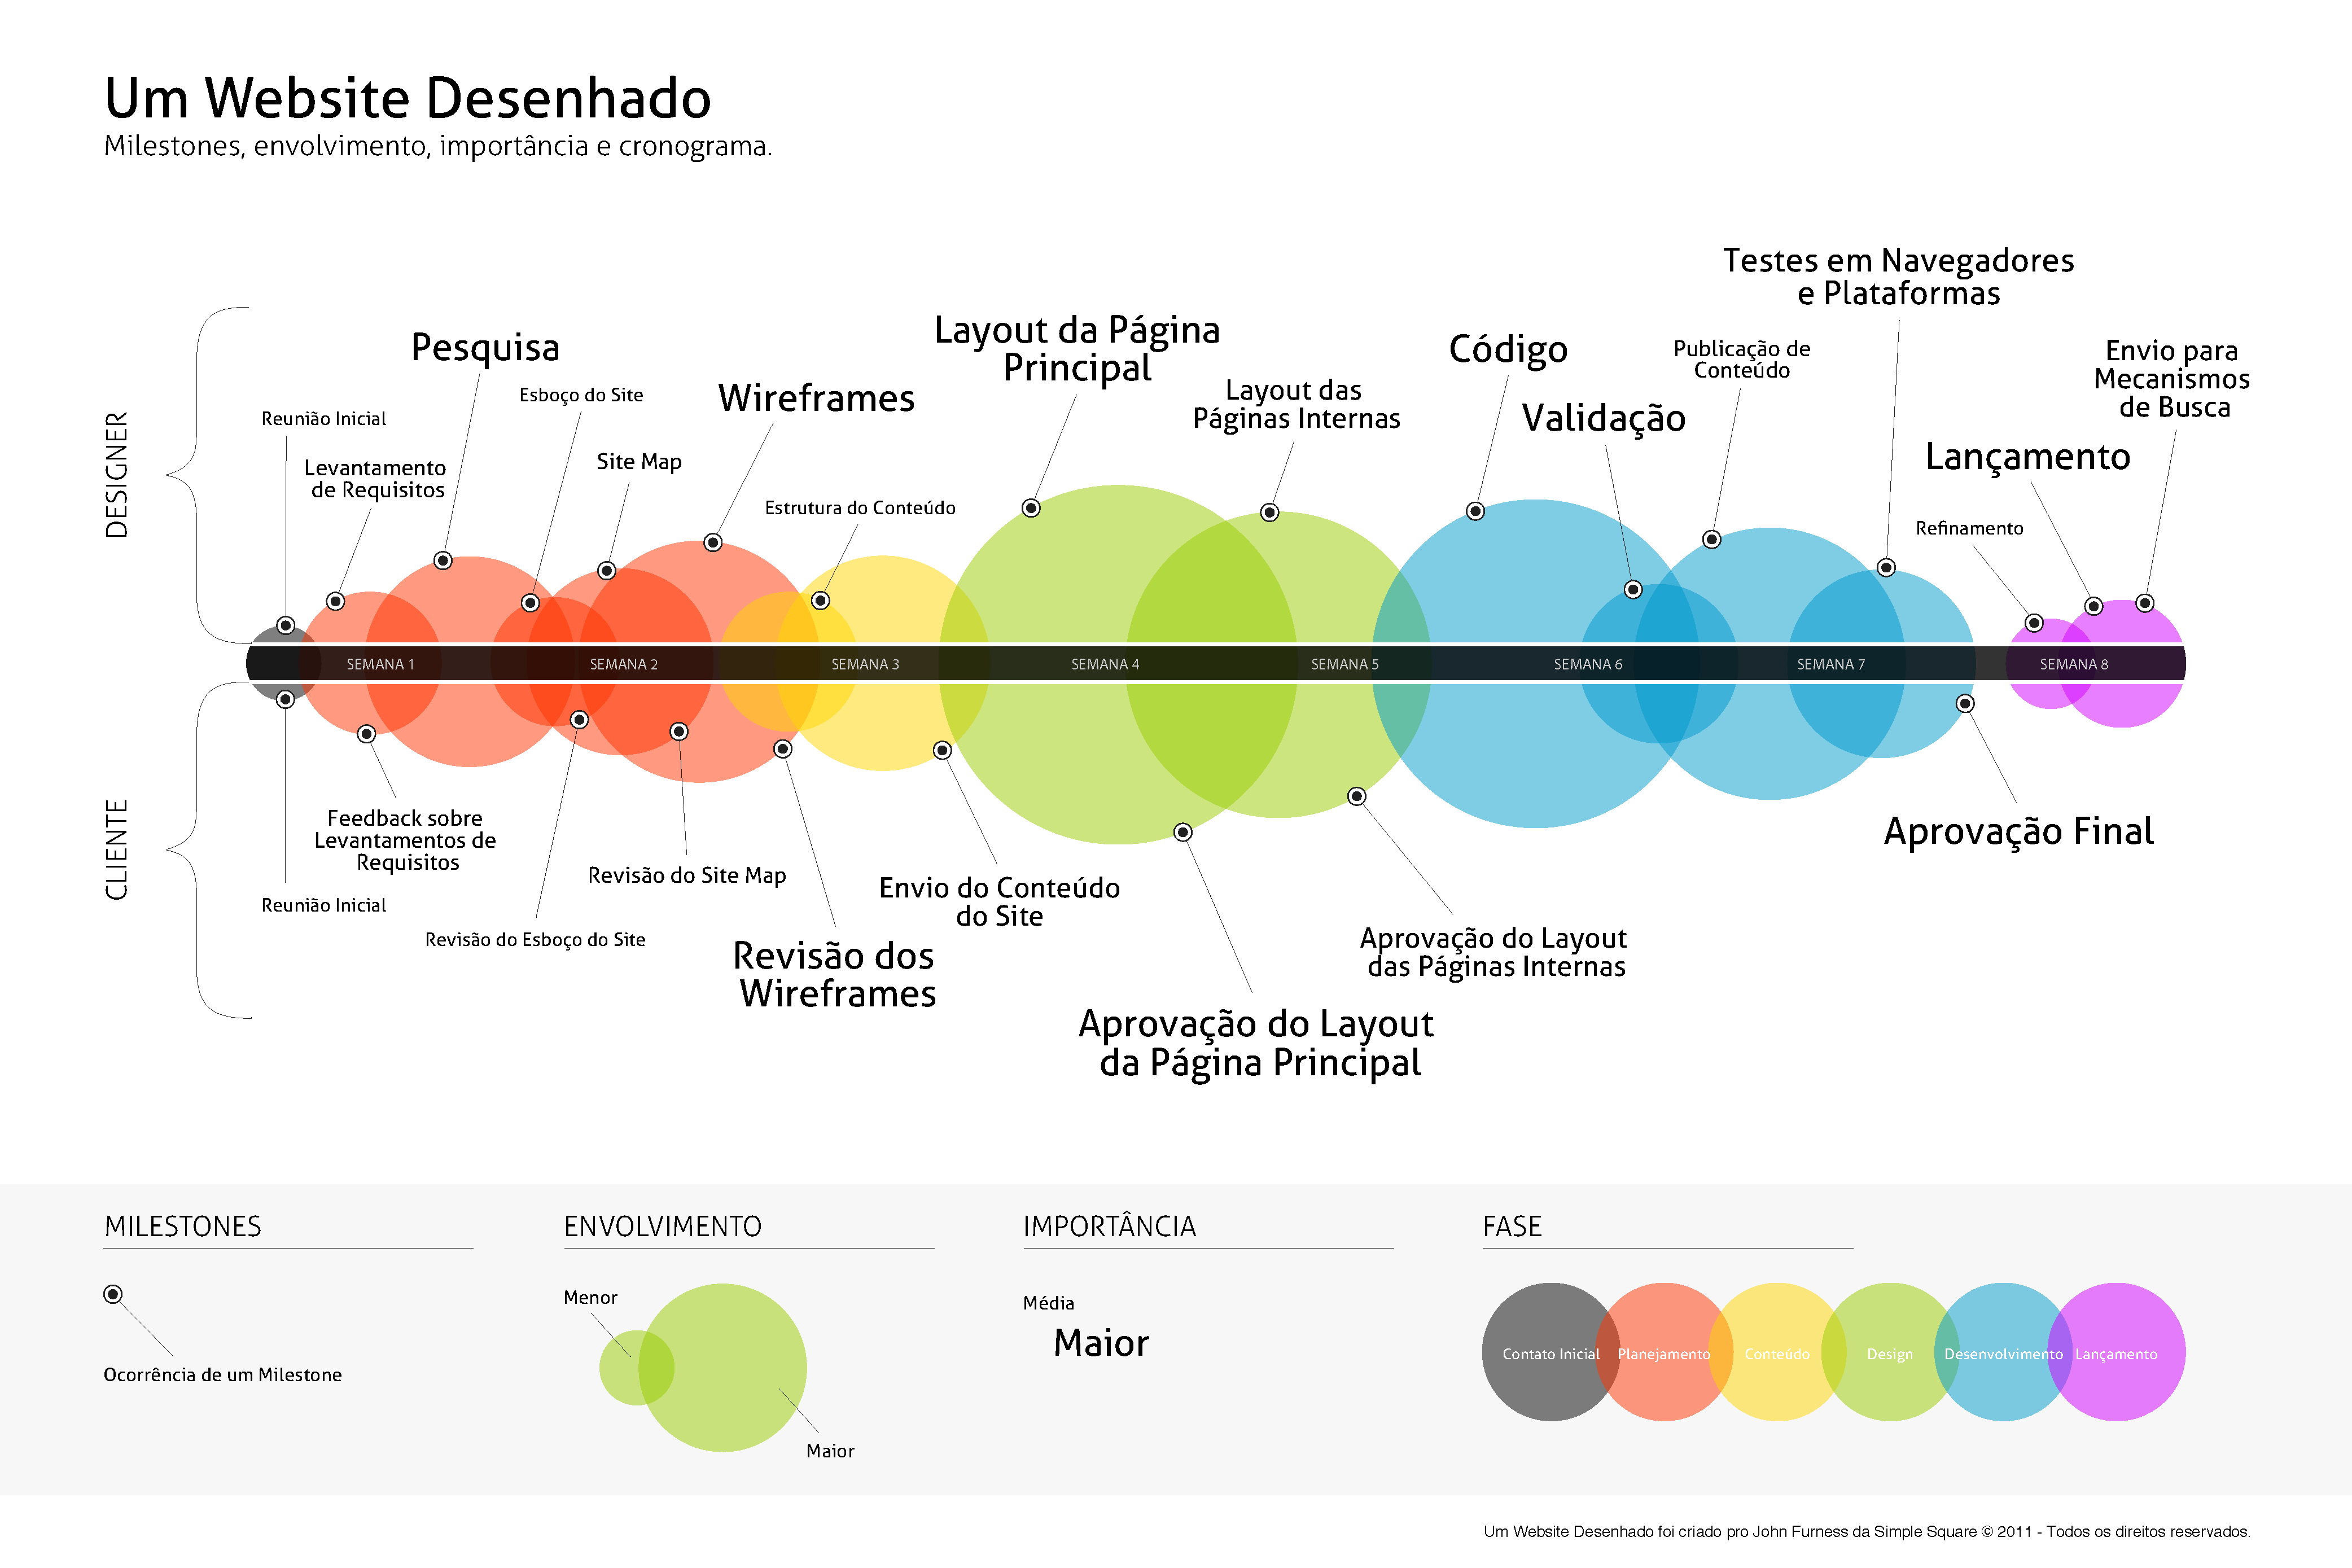 Um Website Desenhado
Milestones, envolvimento, importância e cronograma.
DESIGNER
Reunião Inicial
Levantamento
de Requisitos
Pesquisa
Esboço do Site
Site Map
Wireframes
Estrutura do Conteúdo
Layout da Página
Principal
Layout das
Páginas Internas
Código
Validação
Publicação de
Conteúdo
Testes em Navegadores
e Plataformas
Refinamento
Lançamento
Envio para
Mecanismos
de Busca
SEMANA 1
SEMANA 2
SEMANA 3
SEMANA 4
SEMANA 5
SEMANA 6
SEMANA 7
SEMANA 8
CLIENTE
Reunião Inicial
Feedback sobre
Levantamentos de
Requisitos
Revisão do Esboço do Site
Revisão do Site Map
Revisão dos
Wireframes
Envio do Conteúdo
do Site
Aprovação do Layout
da Página Principal
Aprovação do Layout
das Páginas Internas
Aprovação Final
MILESTONES
Ocorrência de um Milestone
ENVOLVIMENTO
Menor
Maior
IMPORTÂNCIA
Média
Maior
FASE
Contato Inicial
Planejamento
Conteúdo
Design
Desenvolvimento
Lançamento
Um Website Desenhado foi criado pro John Furness da Simple Square © 2011 - Todos os direitos reservados.